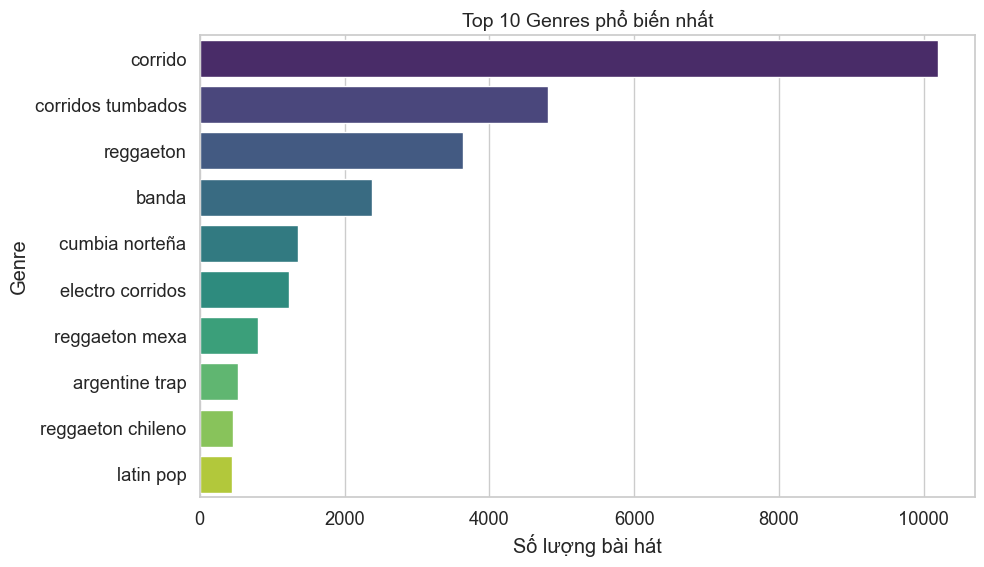 Top 10 Genres phổ biến nhất
Genre
corrido
corridos tumbados
reggaeton
banda
cumbia norteña
electro corridos
reggaeton mexa
argentine trap
reggaeton chileno
latin pop
0 2000 4000 6000 8000 10000
Số lượng bài hát